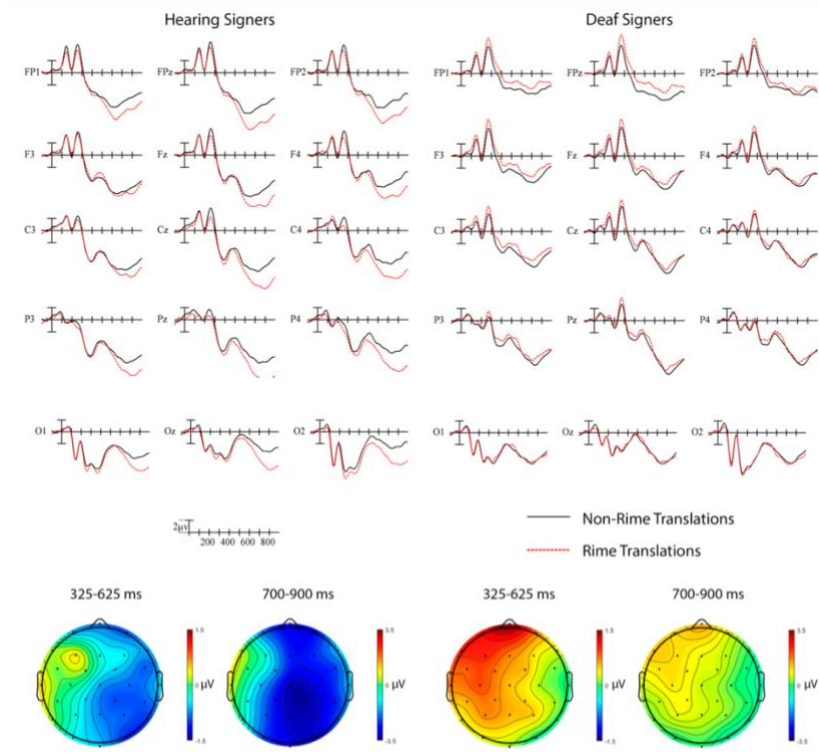 Hearing Signers Deaf Signers
FP1 FPz FP2 FP1 FPz FP2
F3 Fz F4 F3 Fz F4
C3 Cz C4 C3 Cz C4
P3 Pz P4 P3 Pz P4
O1 Oz O2 O1 Oz O2
2μv
200 400 600 800
Non-Rime Translations
Rime Translations
325-625 ms 700-900 ms 325-625 ms 700-900 ms
1.5 3.5 1.5 3.5
0 μV 0 μV 0 μV 0 μV
-1.5 -3.5 -1.5 -3.5